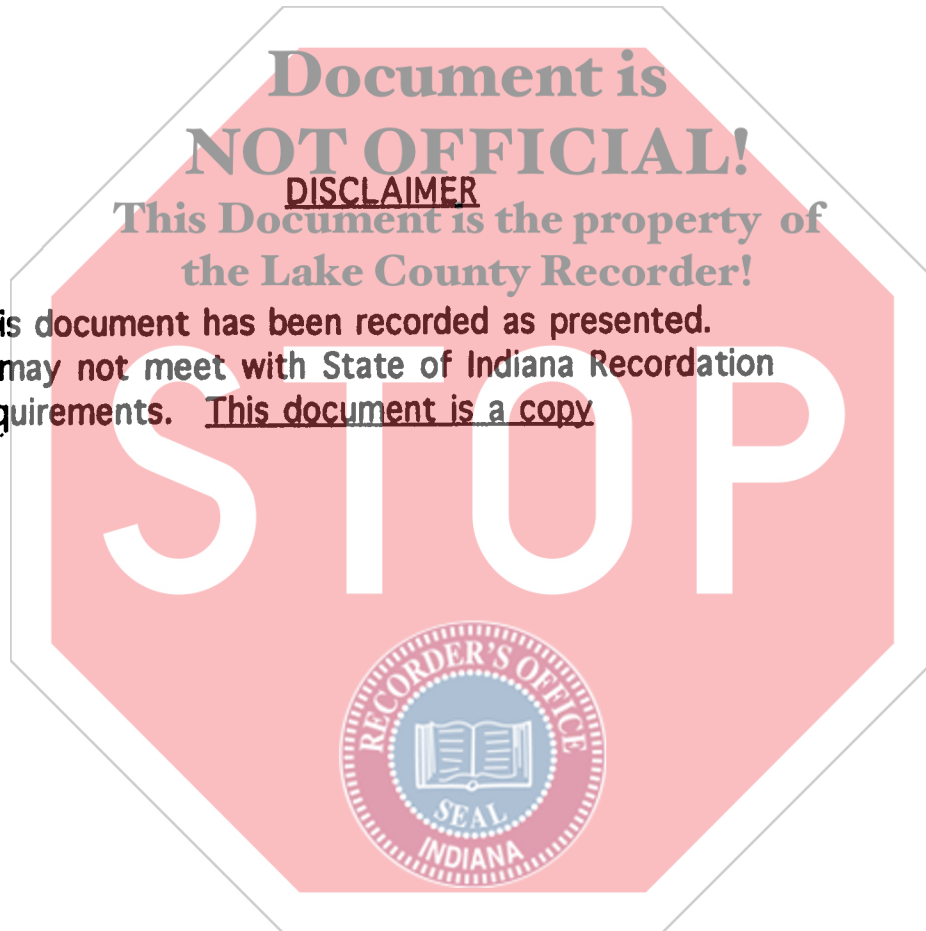 Document is
NOT OFFICIAL!
DISCLAIMER
This Document is the property of
the Lake County Recorder!
is document has been recorded as presented.
may not meet with State of Indiana Recordation
quirements. This document is a copy
STOP
RECORDER'S OFFICE
SEAL
INDIANA